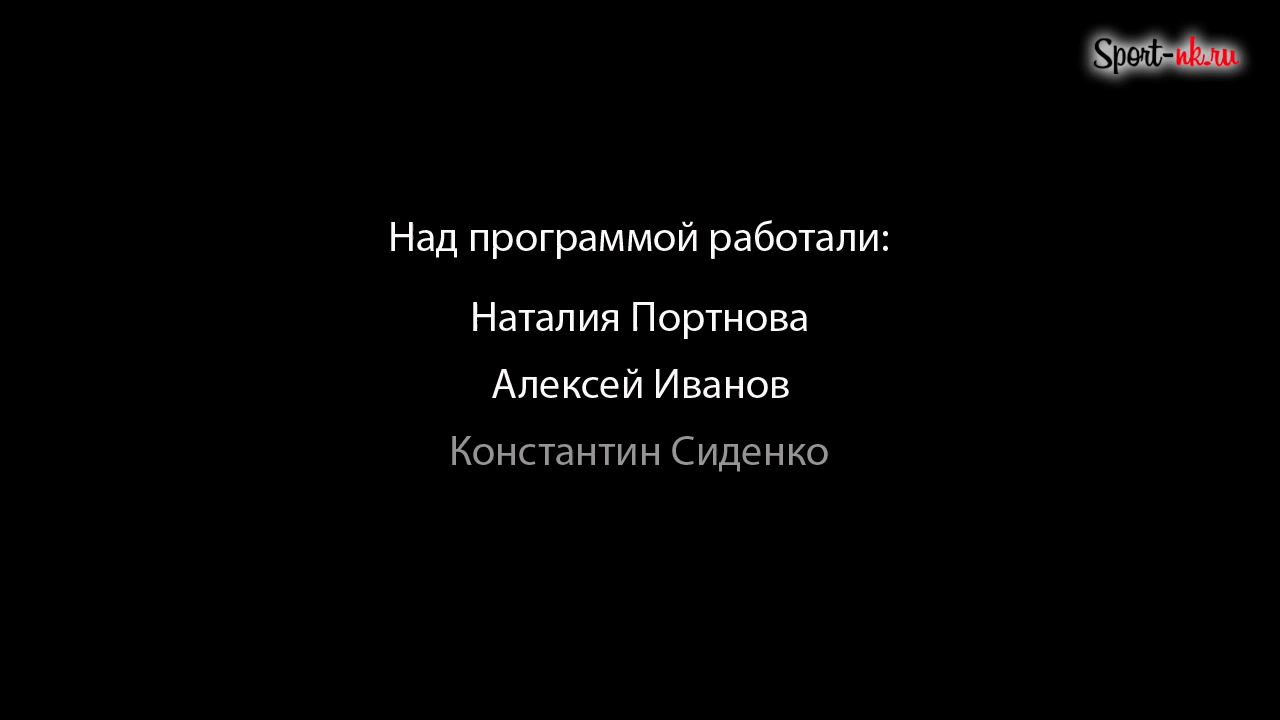 Sport-nk.ru
Над программой работали:
Наталия Портнова
Алексей Иванов
Константин Сиденко